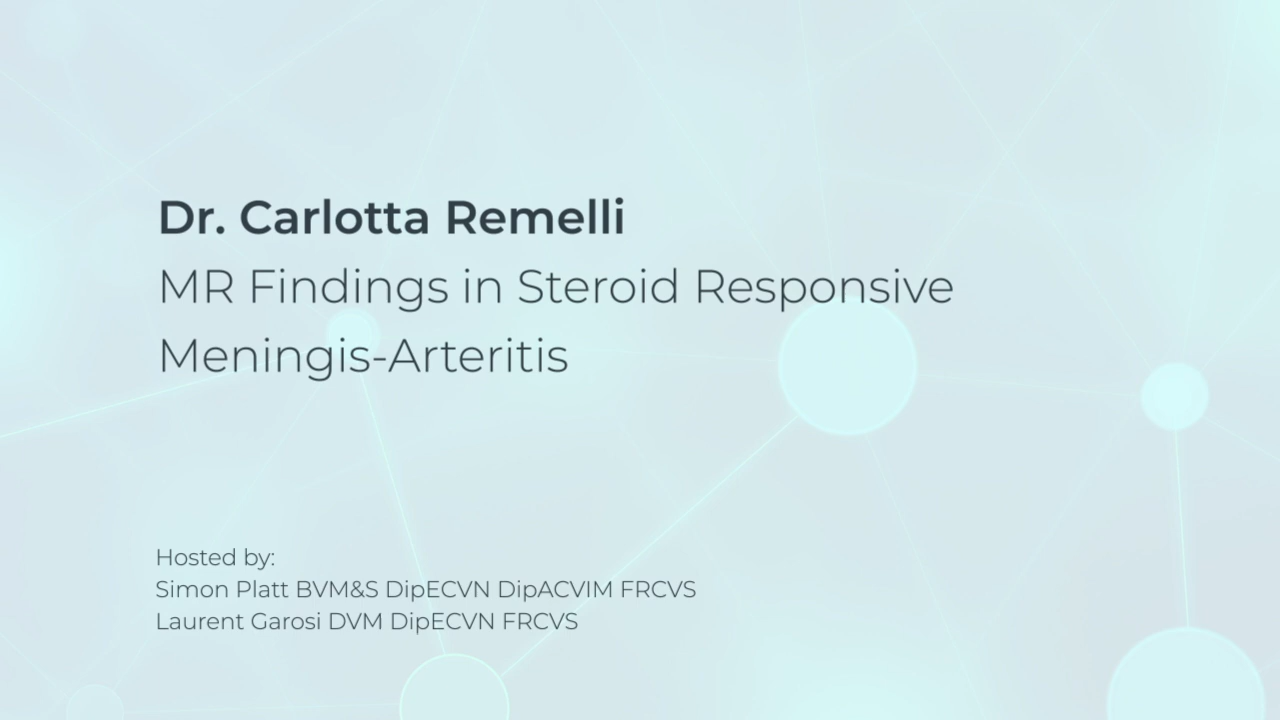 Dr. Carlotta Remelli
MR Findings in Steroid Responsive
Meningis-Arteritis
Hosted by:
Simon Platt BVM&S DipECVN DipACVIM FRCVS
Laurent Garosi DVM DipECVN FRCVS